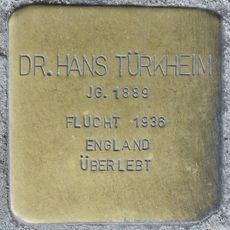 DR. HANS TÜRKHEIM
JG. 1889
FLUCHT 1936
ENGLAND
ÜBERLEBT